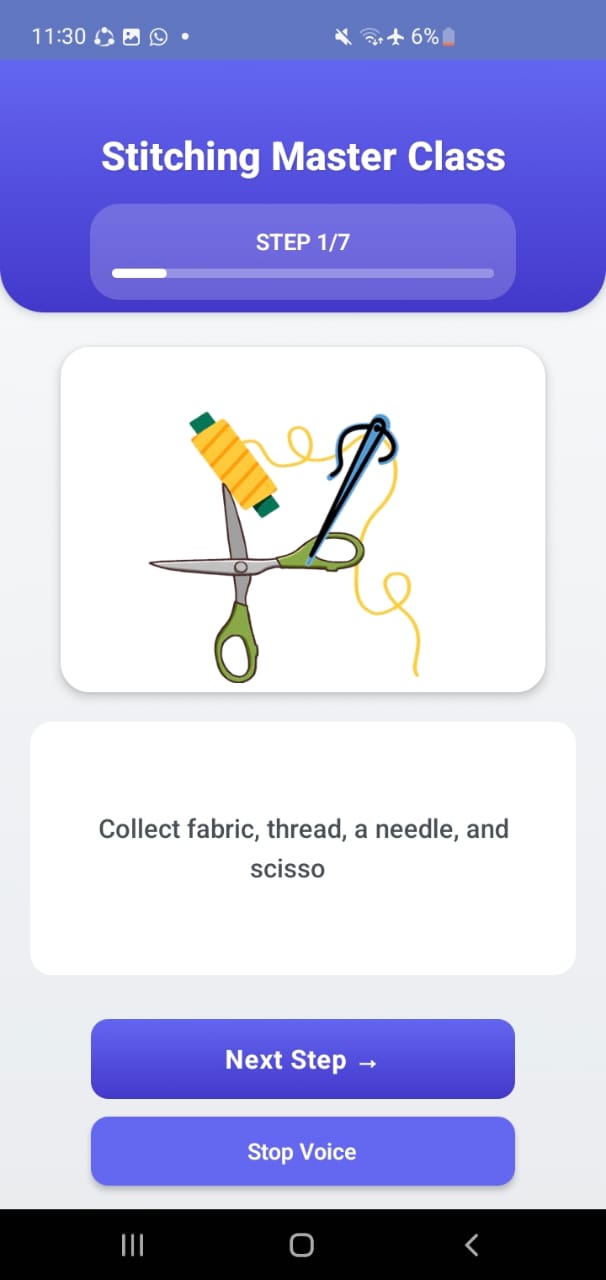 11:30
6%
Stitching Master Class
STEP 1/7
Collect fabric, thread, a needle, and
scisso
Next Step →
Stop Voice